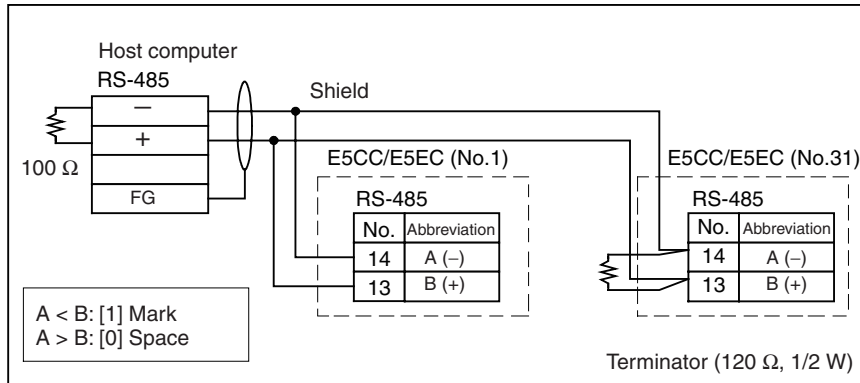 Host computer
RS-485
−
+
100 Ω
FG
Shield
E5CC/E5EC (No.1)
RS-485
No. Abbreviation
14 A (−)
13 B (+)
E5CC/E5EC (No.31)
RS-485
No. Abbreviation
14 A (−)
13 B (+)
A < B: [1] Mark
A > B: [0] Space
Terminator (120 Ω, 1/2 W)